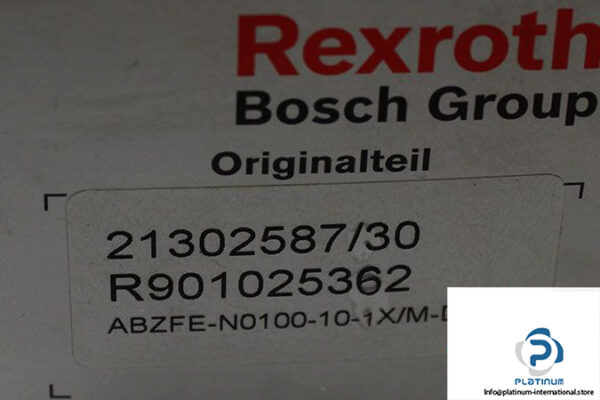 Rexroth
Bosch Group
Originalteil
21302587/30
R901025362
ABZFE-N0100-10-1X/M-D
PLATINUM
Info@platinum-international.store